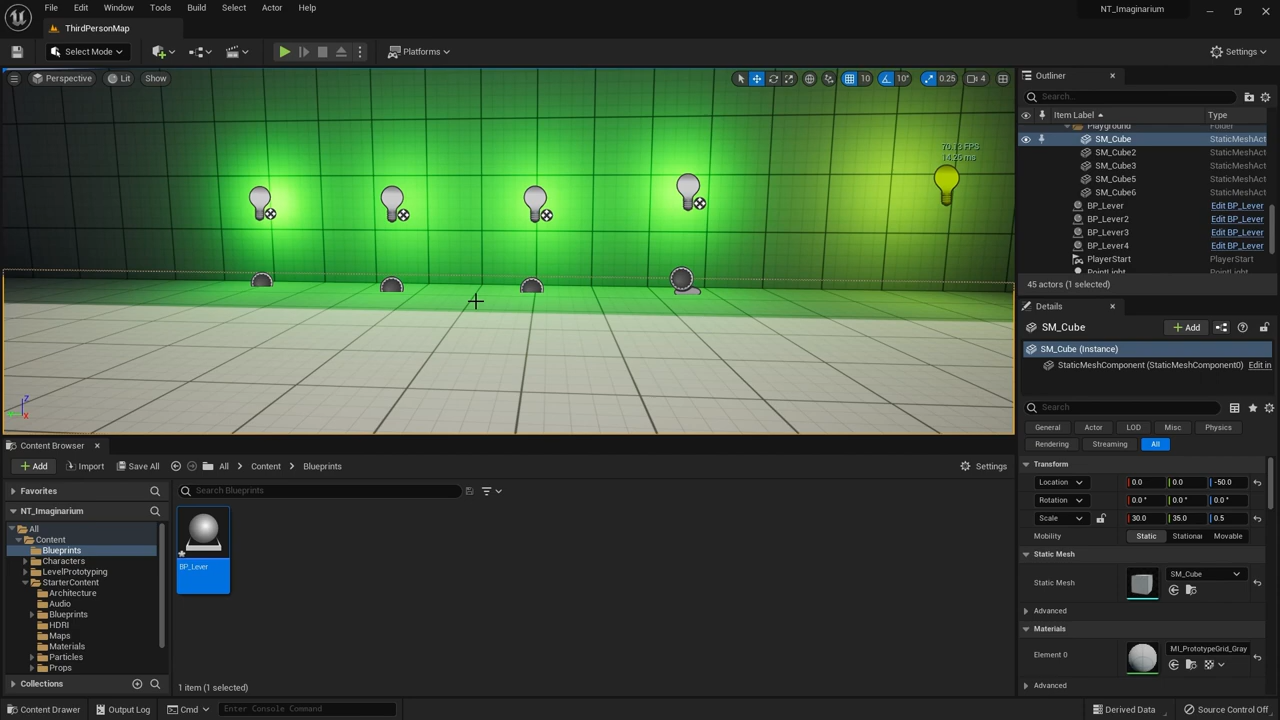 File Edit Window Tools Build Select Actor Help
NT_Imaginarium
ThirdPersonMap
Select Mode
Platforms
Settings
Perspective
Lit
Show
10
10°
0.25
4
70.73 FPS
14.25 ms
Outliner
Search...
Item Label
Type
Playground
Folder
SM_Cube StaticMeshAct
SM_Cube2 StaticMeshAct
SM_Cube3 StaticMeshAct
SM_Cube5 StaticMeshAct
SM_Cube6 StaticMeshAct
BP_Lever Edit BP_Lever
BP_Lever2 Edit BP_Lever
BP_Lever3 Edit BP_Lever
BP_Lever4 Edit BP_Lever
PlayerStart PlayerStart
PointLight PointLight
45 actors (1 selected)
Details
SM_Cube
Add
SM_Cube (Instance)
StaticMeshComponent (StaticMeshComponent0) Edit in
Search
General Actor LOD Misc Physics
Rendering Streaming All
Transform
Location 0.0 0.0 -50.0
Rotation 0.0 ° 0.0 ° 0.0 °
Scale 30.0 35.0 0.5
Mobility Static Stationa Movable
Static Mesh
Static Mesh SM_Cube
Advanced
Materials
Element 0 MI_PrototypeGrid_Gray
Advanced
Content Browser
Add Import Save All All Content Blueprints Settings
Favorites
NT_Imaginarium
Search Blueprints
All
Content
Blueprints
Characters
LevelPrototyping
StarterContent
Architecture
Audio
Blueprints
HDRI
Maps
Materials
Particles
Props
Collections
BP_Lever
1 item (1 selected)
Content Drawer Output Log Cmd Enter Console Command Derived Data Source Control Off